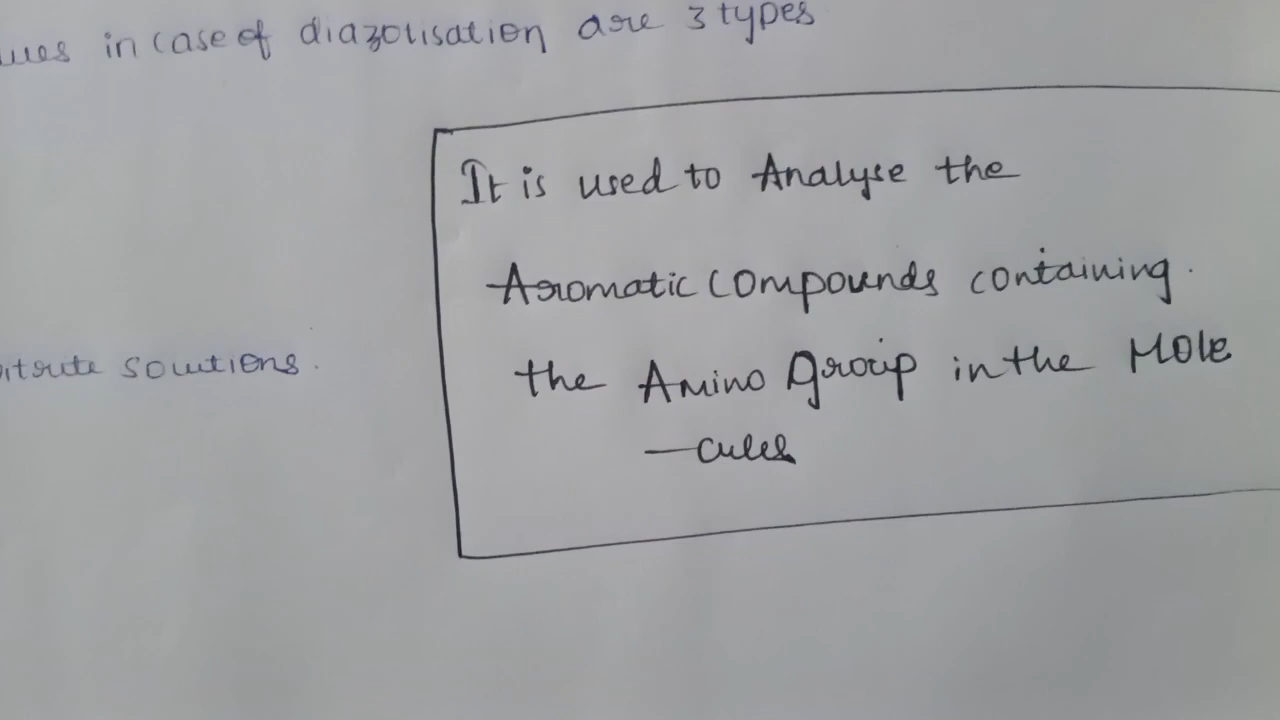 in case of diazotisation are 3 types
It is used to Analyse the
Aromatic compounds containing
the Amino Group in the Mole
solutions.
-cules